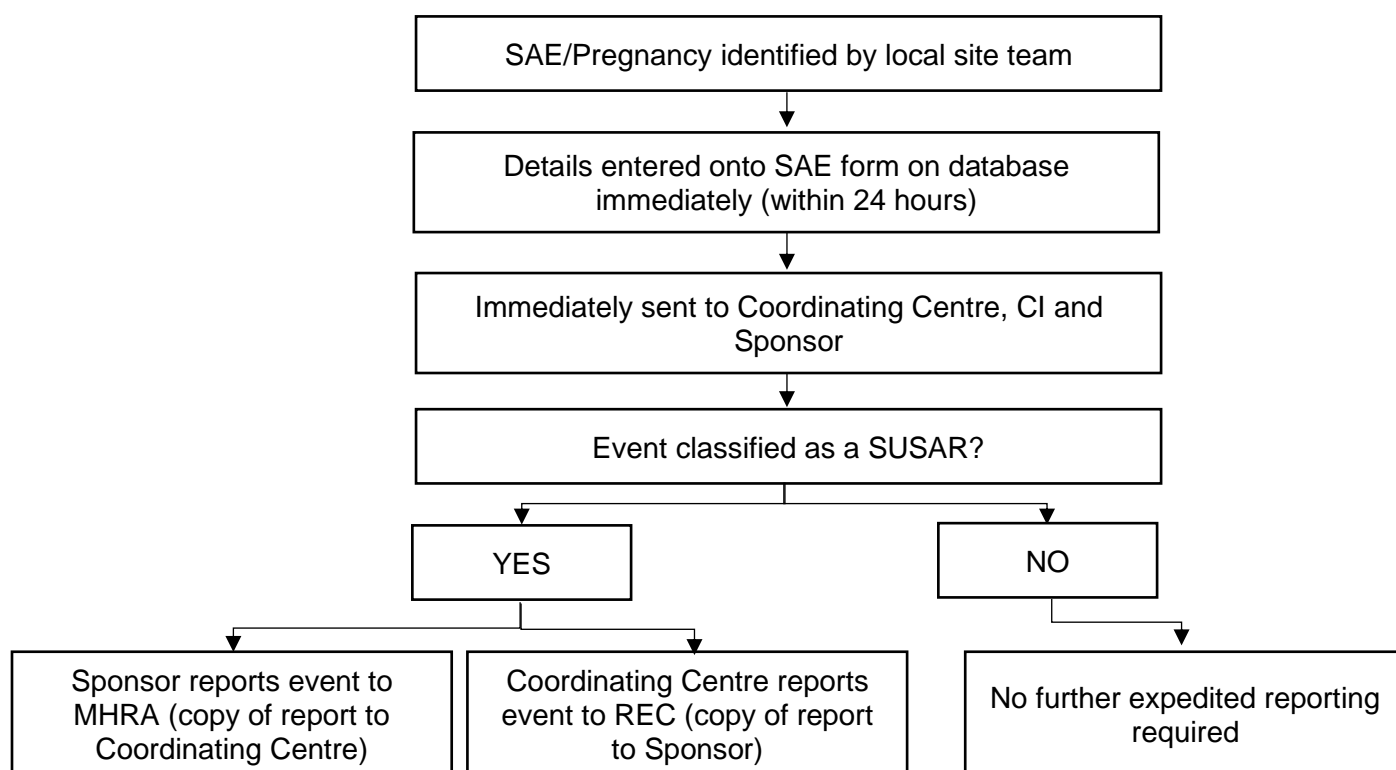 SAE/Pregnancy identified by local site team
Details entered onto SAE form on database
immediately (within 24 hours)
Immediately sent to Coordinating Centre, CI and
Sponsor
Event classified as a SUSAR?
YES
NO
Sponsor reports event to
MHRA (copy of report to
Coordinating Centre)
Coordinating Centre reports
event to REC (copy of report
to Sponsor)
No further expedited reporting
required